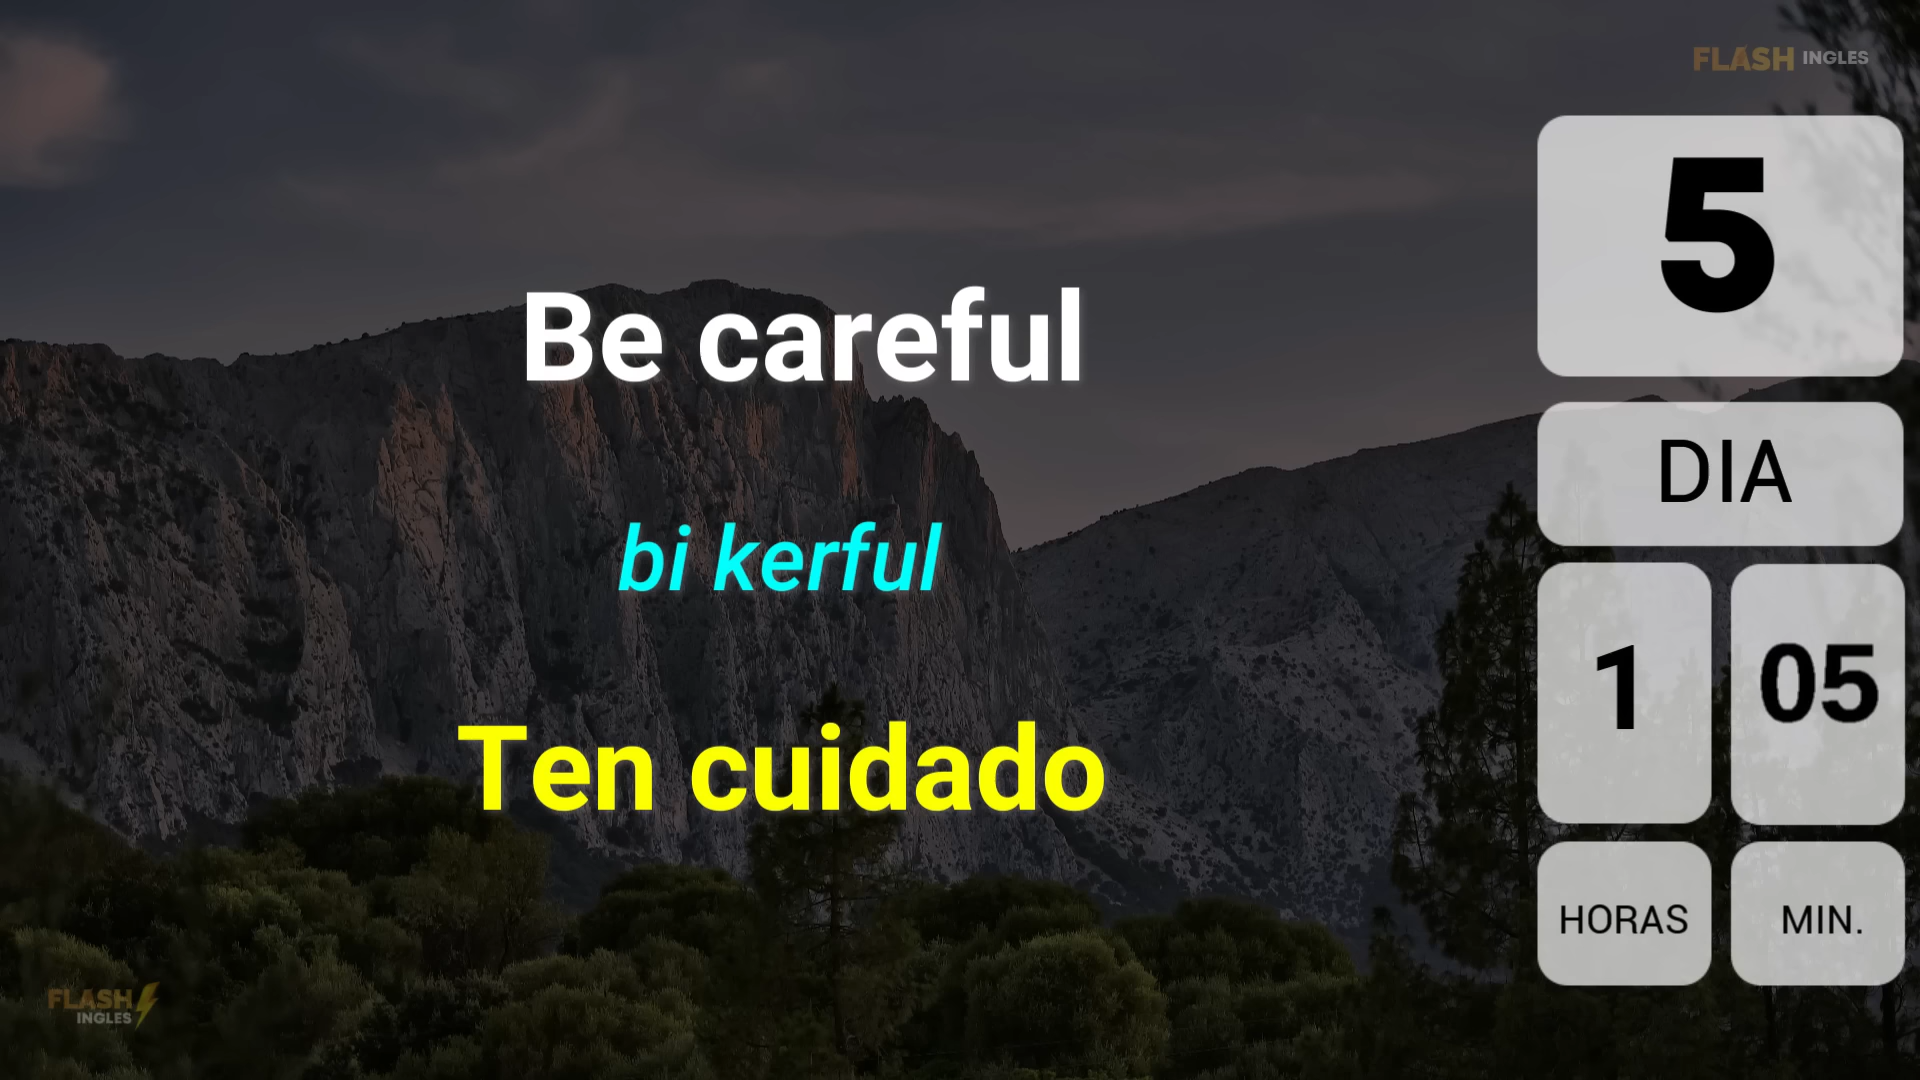 FLASH INGLES
5
DIA
Be careful
bi kerful
Ten cuidado
1 05
HORAS MIN.
FLASH
INGLES